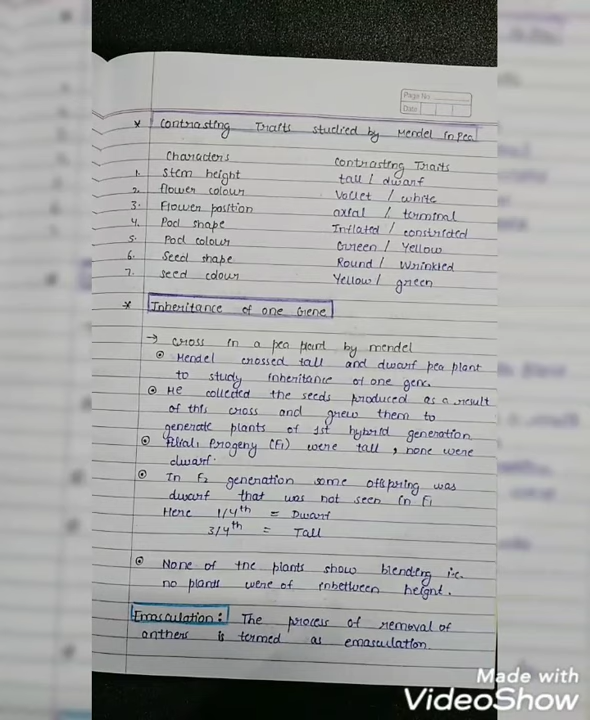 Page No.
Date
* Contrasting Traits studied by Mendel in pea
Characters Contrasting Traits
1. Stem height tall / dwarf
2. flower colour Voilet / white
3. Flower position axial / terminal
4. Pod shape Inflated / constricted
5. Pod colour Green / Yellow
6. Seed shape Round / Wrinkled
7. seed colour Yellow / green
* Inheritance of one Gene
→ cross in a pea plant by mendel
⊙ Mendel crossed tall and dwarf pea plant
to study inheritance of one gene.
⊙ He collected the seeds produced as a result
of this cross and grew them to
generate plants of 1st hybrid generation
⊙ filial, Progeny (F1) were tall, none were
dwarf.
⊙ In F2 generation some offspring was
dwarf that was not seen in F1
Here 1/4th = Dwarf
3/4th = Tall
⊙ None of the plants show blending i.e.
no plants were of inbetween height.
Emasculation: The process of removal of
anthers is termed as emasculation
Made with
VideoShow